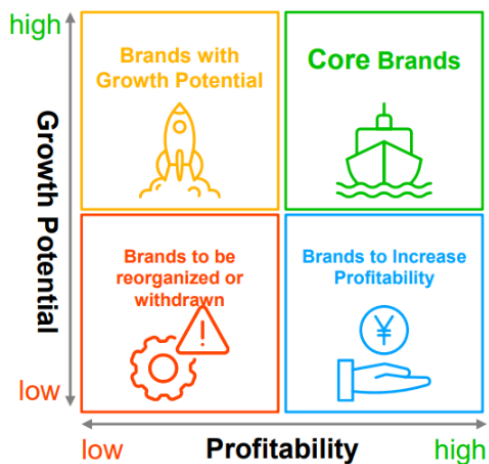 high
Growth Potential
low
Brands with
Growth Potential
Core Brands
Brands to be
reorganized or
withdrawn
Brands to Increase
Profitability
¥
low
Profitability
high